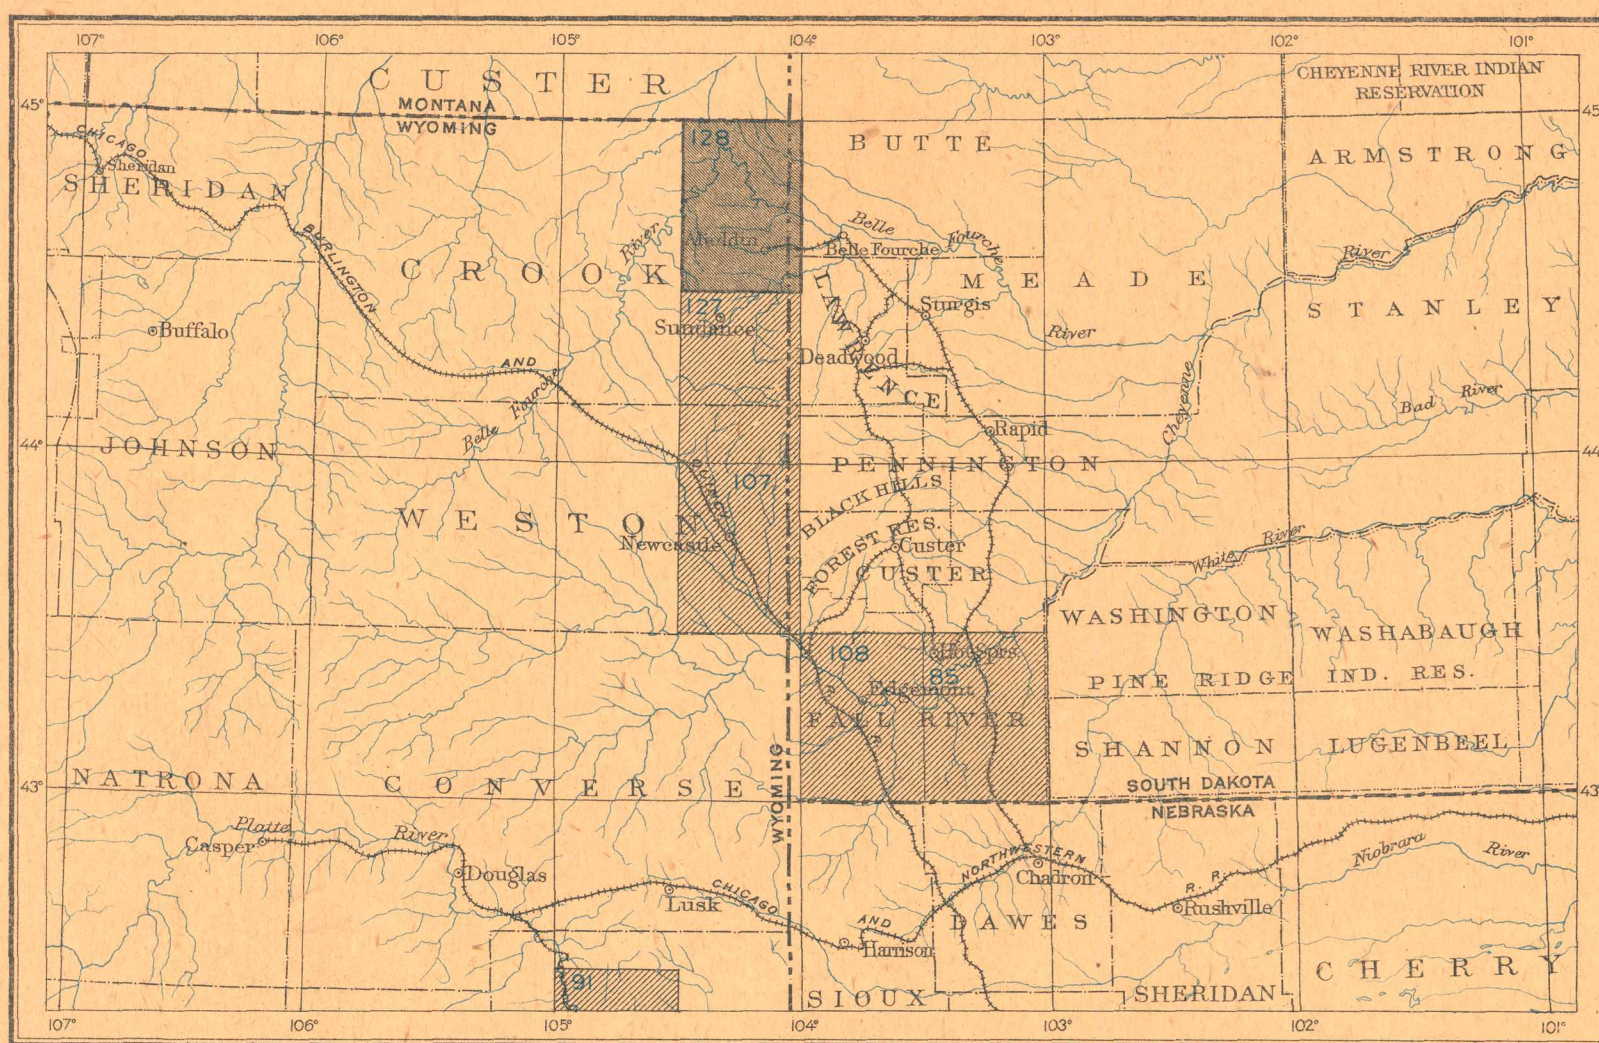 107° 106° 105° 104° 103° 102° 101°
CUSTER
CHEYENNE RIVER INDIAN
RESERVATION
45° 45
MONTANA
WYOMING
128
BUTTE
ARMSTRONG
CHICAGO
Sheridan
SHERIDAN
Belle Fourche
River
BURLINGTON
Aladdin
Belle Fourche
River
CROOK
MEADE
127
STANLEY
Buffalo
Sundance
LAWRENCE
Sturgis
River
Deadwood
AND
Belle Fourche
Cheyenne
Bad River
Rapid
44° 44
JOHNSON
PENNINGTON
QUINCY
107
BLACK HILLS
FOREST RES.
WESTON
Newcastle
Custer
CUSTER
White River
WASHINGTON
WASHABAUGH
108
Hot Sprs.
85
PINE RIDGE IND. RES.
Edgemont
R.
FALL RIVER
R.
SHANNON
LUGENBEEL
43° 43
NATRONA
CONVERSE
WYOMING
SOUTH DAKOTA
NEBRASKA
Platte River
Casper
NORTHWESTERN
Niobrara River
Douglas
Chadron
R. R.
CHICAGO
Lusk
AND
Rushville
DAWES
Harrison
CHERRY
91
SIOUX
SHERIDAN
107° 106° 105° 104° 103° 102° 101°